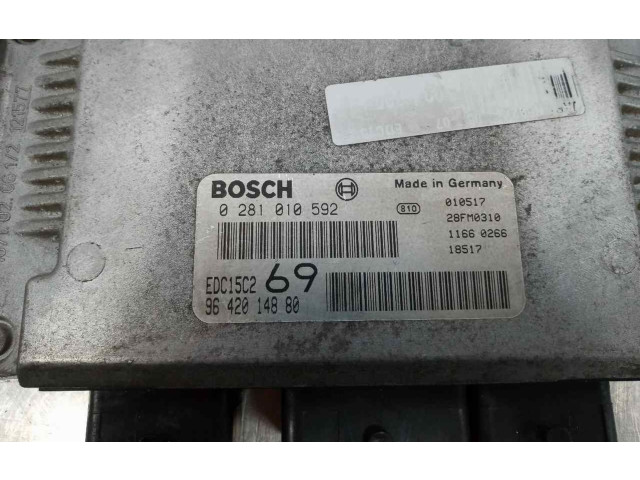 BOSCH
Made in Germany
0 281 010 592
810
010517
28FM0310
1166 0266
18517
EDC15C2 69
96 420 148 80